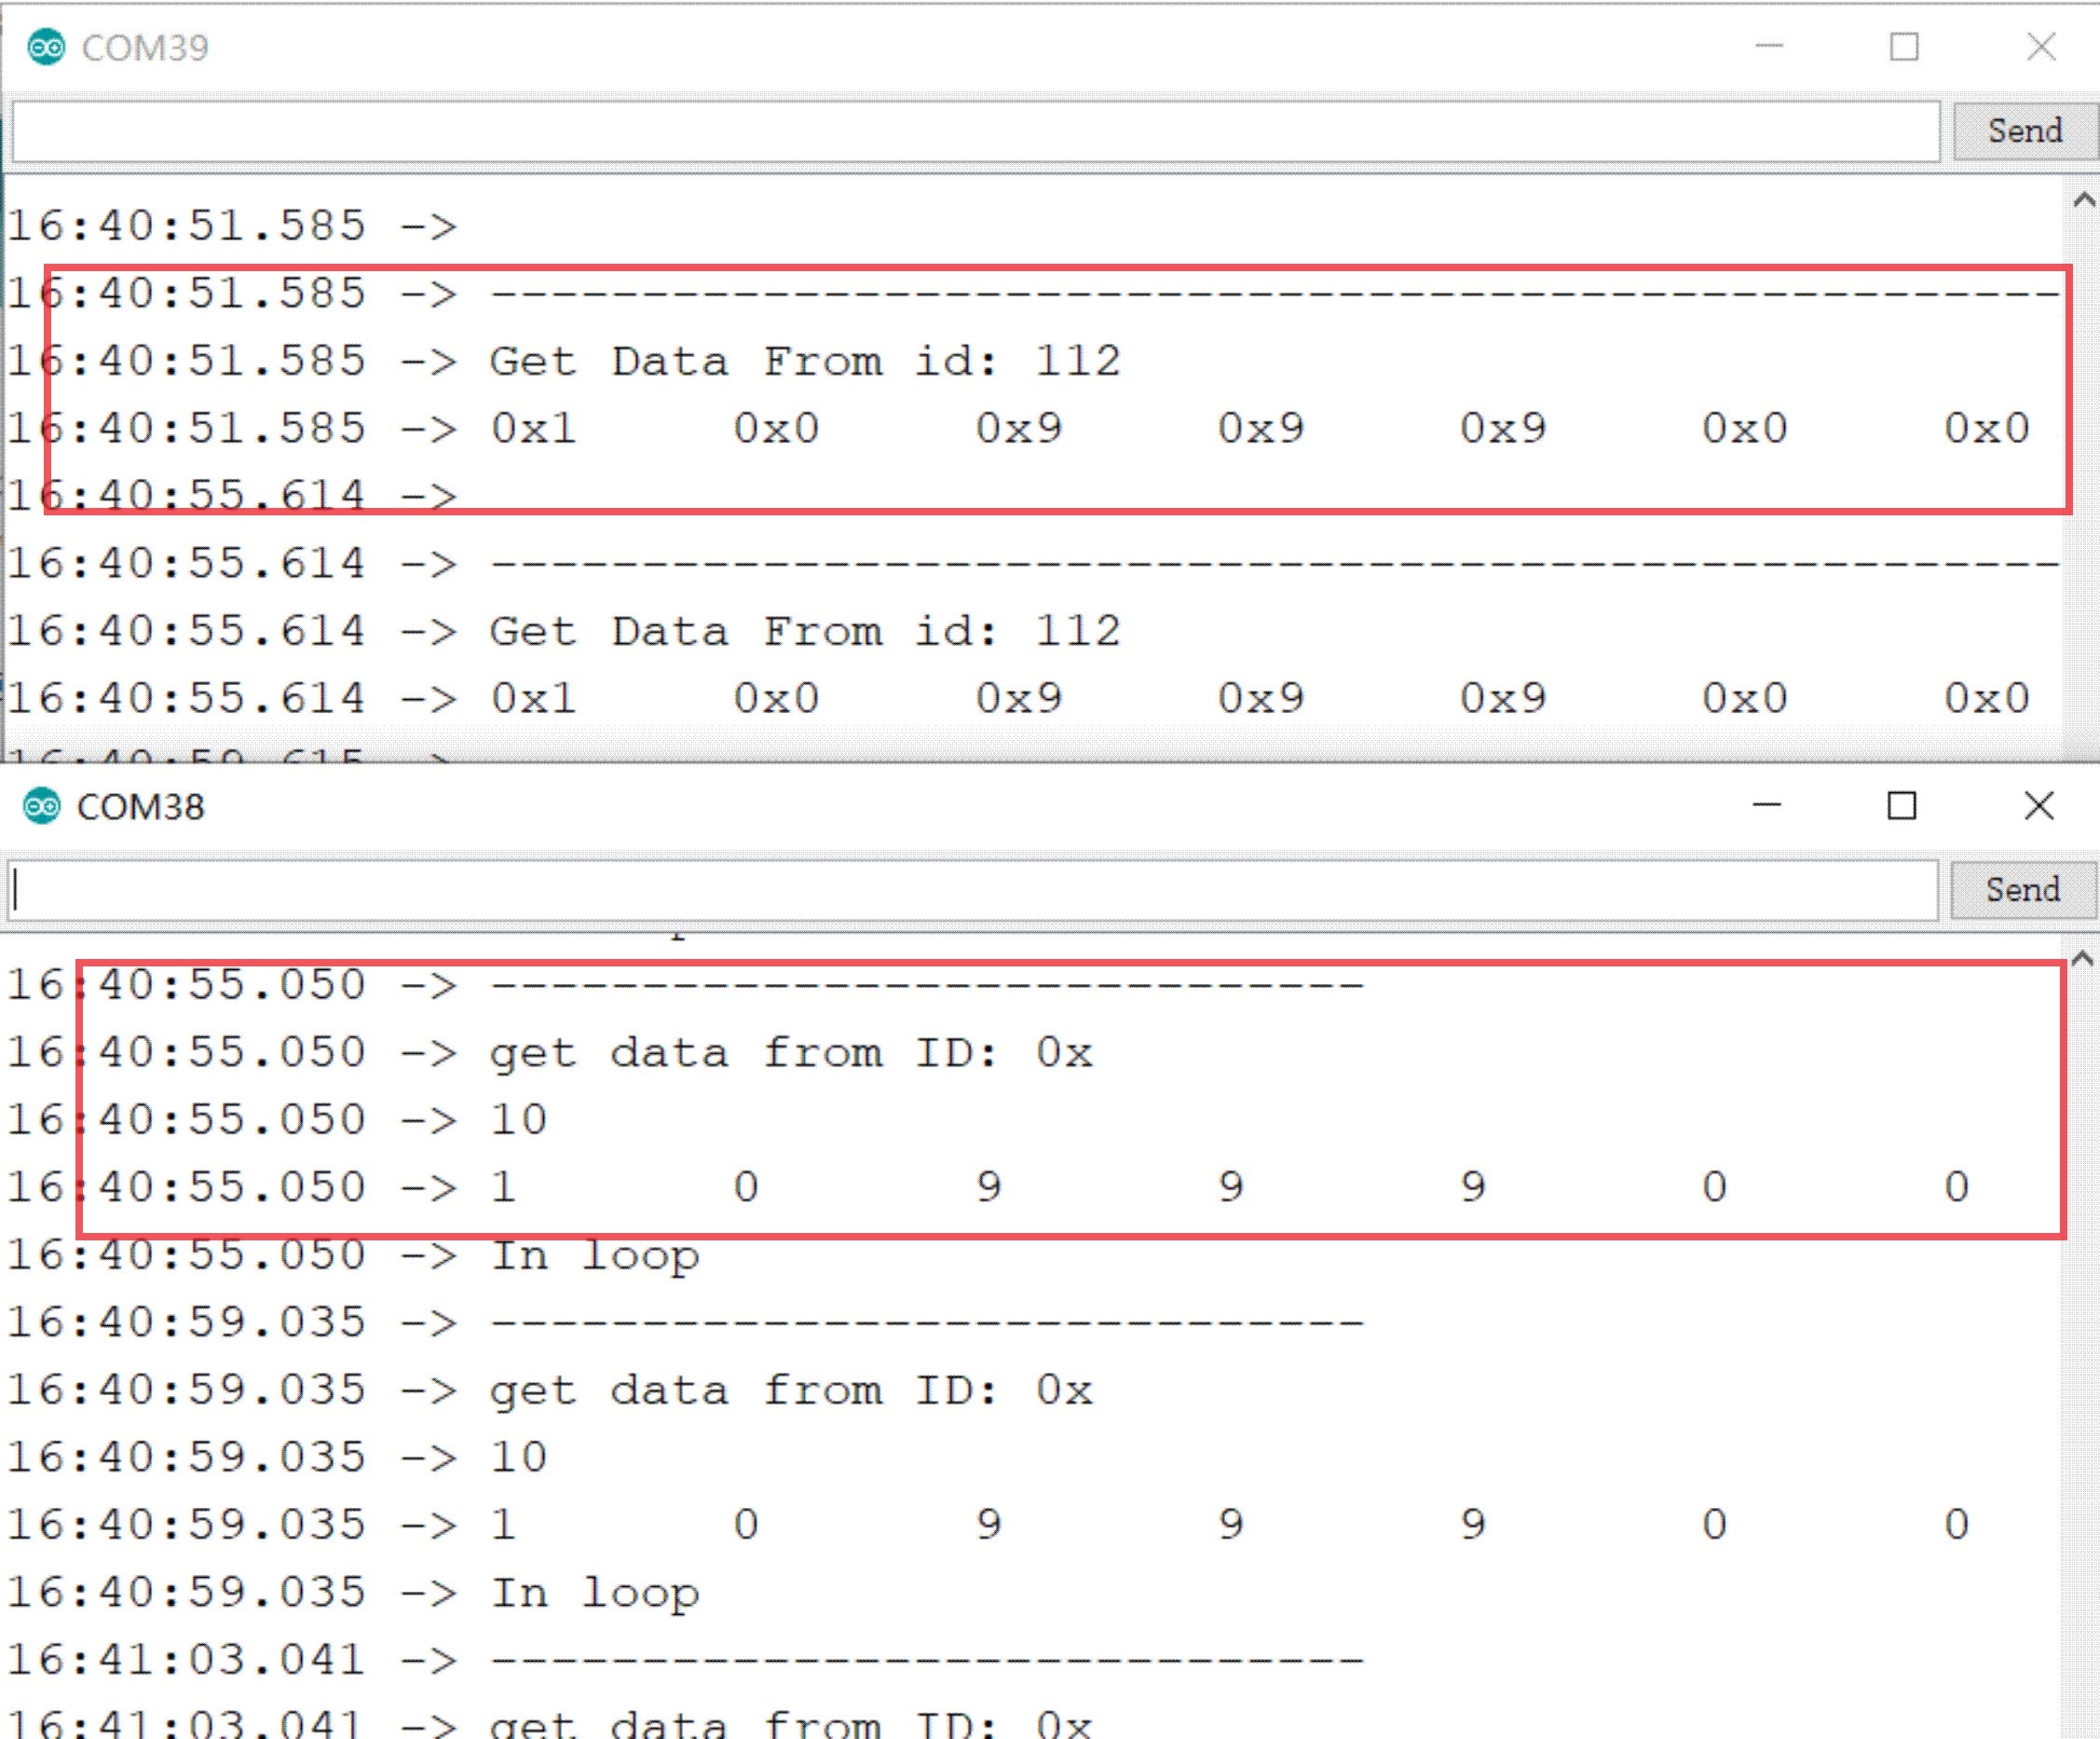 COM39
Send
16:40:51.585 ->
16:40:51.585 -> ----------------------------------------------------
Get Data From id: 112
16:40:51.585 -> 0x1 0x0 0x9 0x9 0x9 0x0 0x0
16:40:55.614 ->
16:40:55.614 -> ----------------------------------------------------
16:40:55.614 -> Get Data From id: 112
16:40:55.614 -> 0x1 0x0 0x9 0x9 0x9 0x0 0x0
16:40:59.615 ->
COM38
Send
16:40:55.050 -> -----------------------------
16:40:55.050 -> get data from ID: 0x
16:40:55.050 -> 10
16:40:55.050 -> 1 0 9 9 9 0 0
16:40:55.050 -> In loop
16:40:59.035 -> -----------------------------
16:40:59.035 -> get data from ID: 0x
16:40:59.035 -> 10
16:40:59.035 -> 1 0 9 9 9 0 0
16:40:59.035 -> In loop
16:41:03.041 -> -----------------------------
16:41:03.041 -> get data from ID: 0x